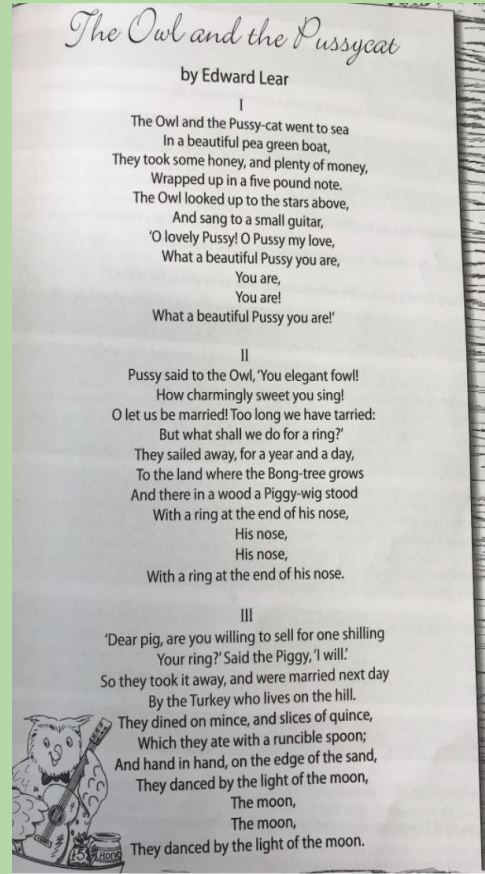 The Owl and the Pussycat
by Edward Lear
I
The Owl and the Pussy-cat went to sea
In a beautiful pea green boat,
They took some honey, and plenty of money,
Wrapped up in a five pound note.
The Owl looked up to the stars above,
And sang to a small guitar,
'O lovely Pussy! O Pussy my love,
What a beautiful Pussy you are,
You are,
You are!
What a beautiful Pussy you are!'
II
Pussy said to the Owl, 'You elegant fowl!
How charmingly sweet you sing!
O let us be married! Too long we have tarried:
But what shall we do for a ring?'
They sailed away, for a year and a day,
To the land where the Bong-tree grows
And there in a wood a Piggy-wig stood
With a ring at the end of his nose,
His nose,
His nose,
With a ring at the end of his nose.
III
'Dear pig, are you willing to sell for one shilling
Your ring?' Said the Piggy, 'I will.'
So they took it away, and were married next day
By the Turkey who lives on the hill.
They dined on mince, and slices of quince,
Which they ate with a runcible spoon;
And hand in hand, on the edge of the sand,
They danced by the light of the moon,
The moon,
The moon,
They danced by the light of the moon.
£5
Honey